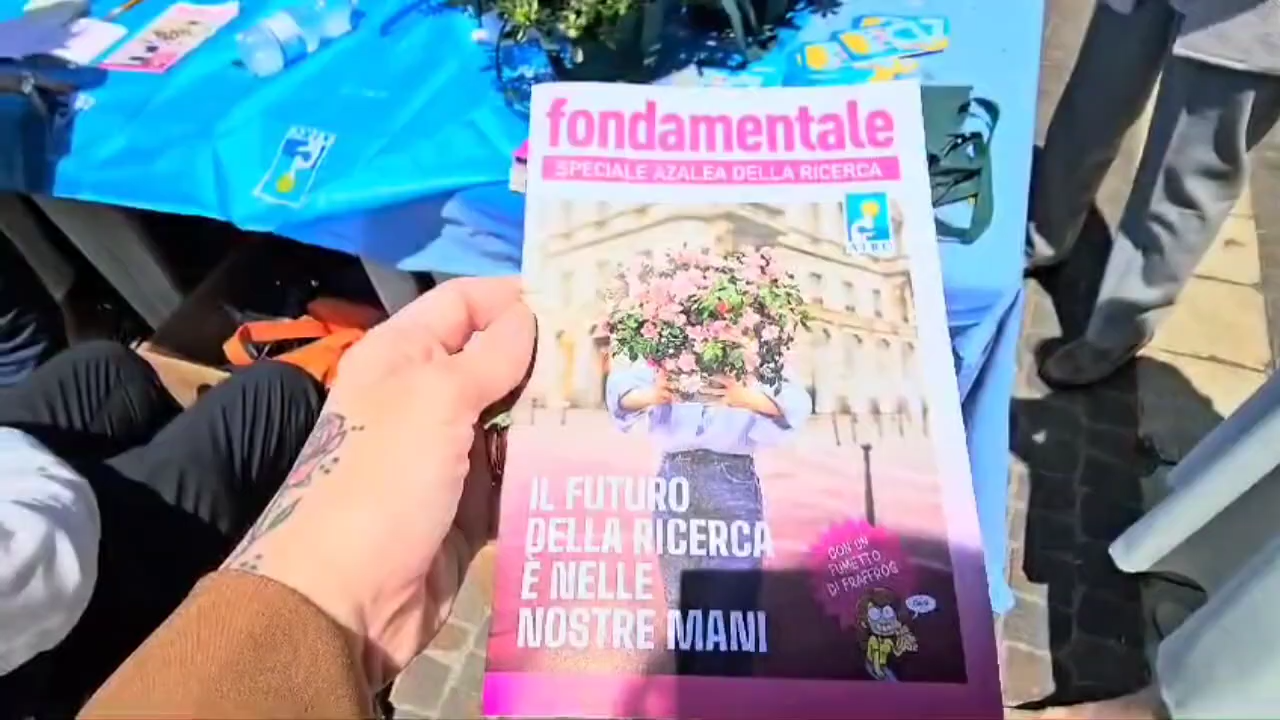 fondamentale
SPECIALE AZALEA DELLA RICERCA
AIRC
IL FUTURO
DELLA RICERCA
È NELLE
NOSTRE MANI
CON UN
FUMETTO
DI FRAFFROG